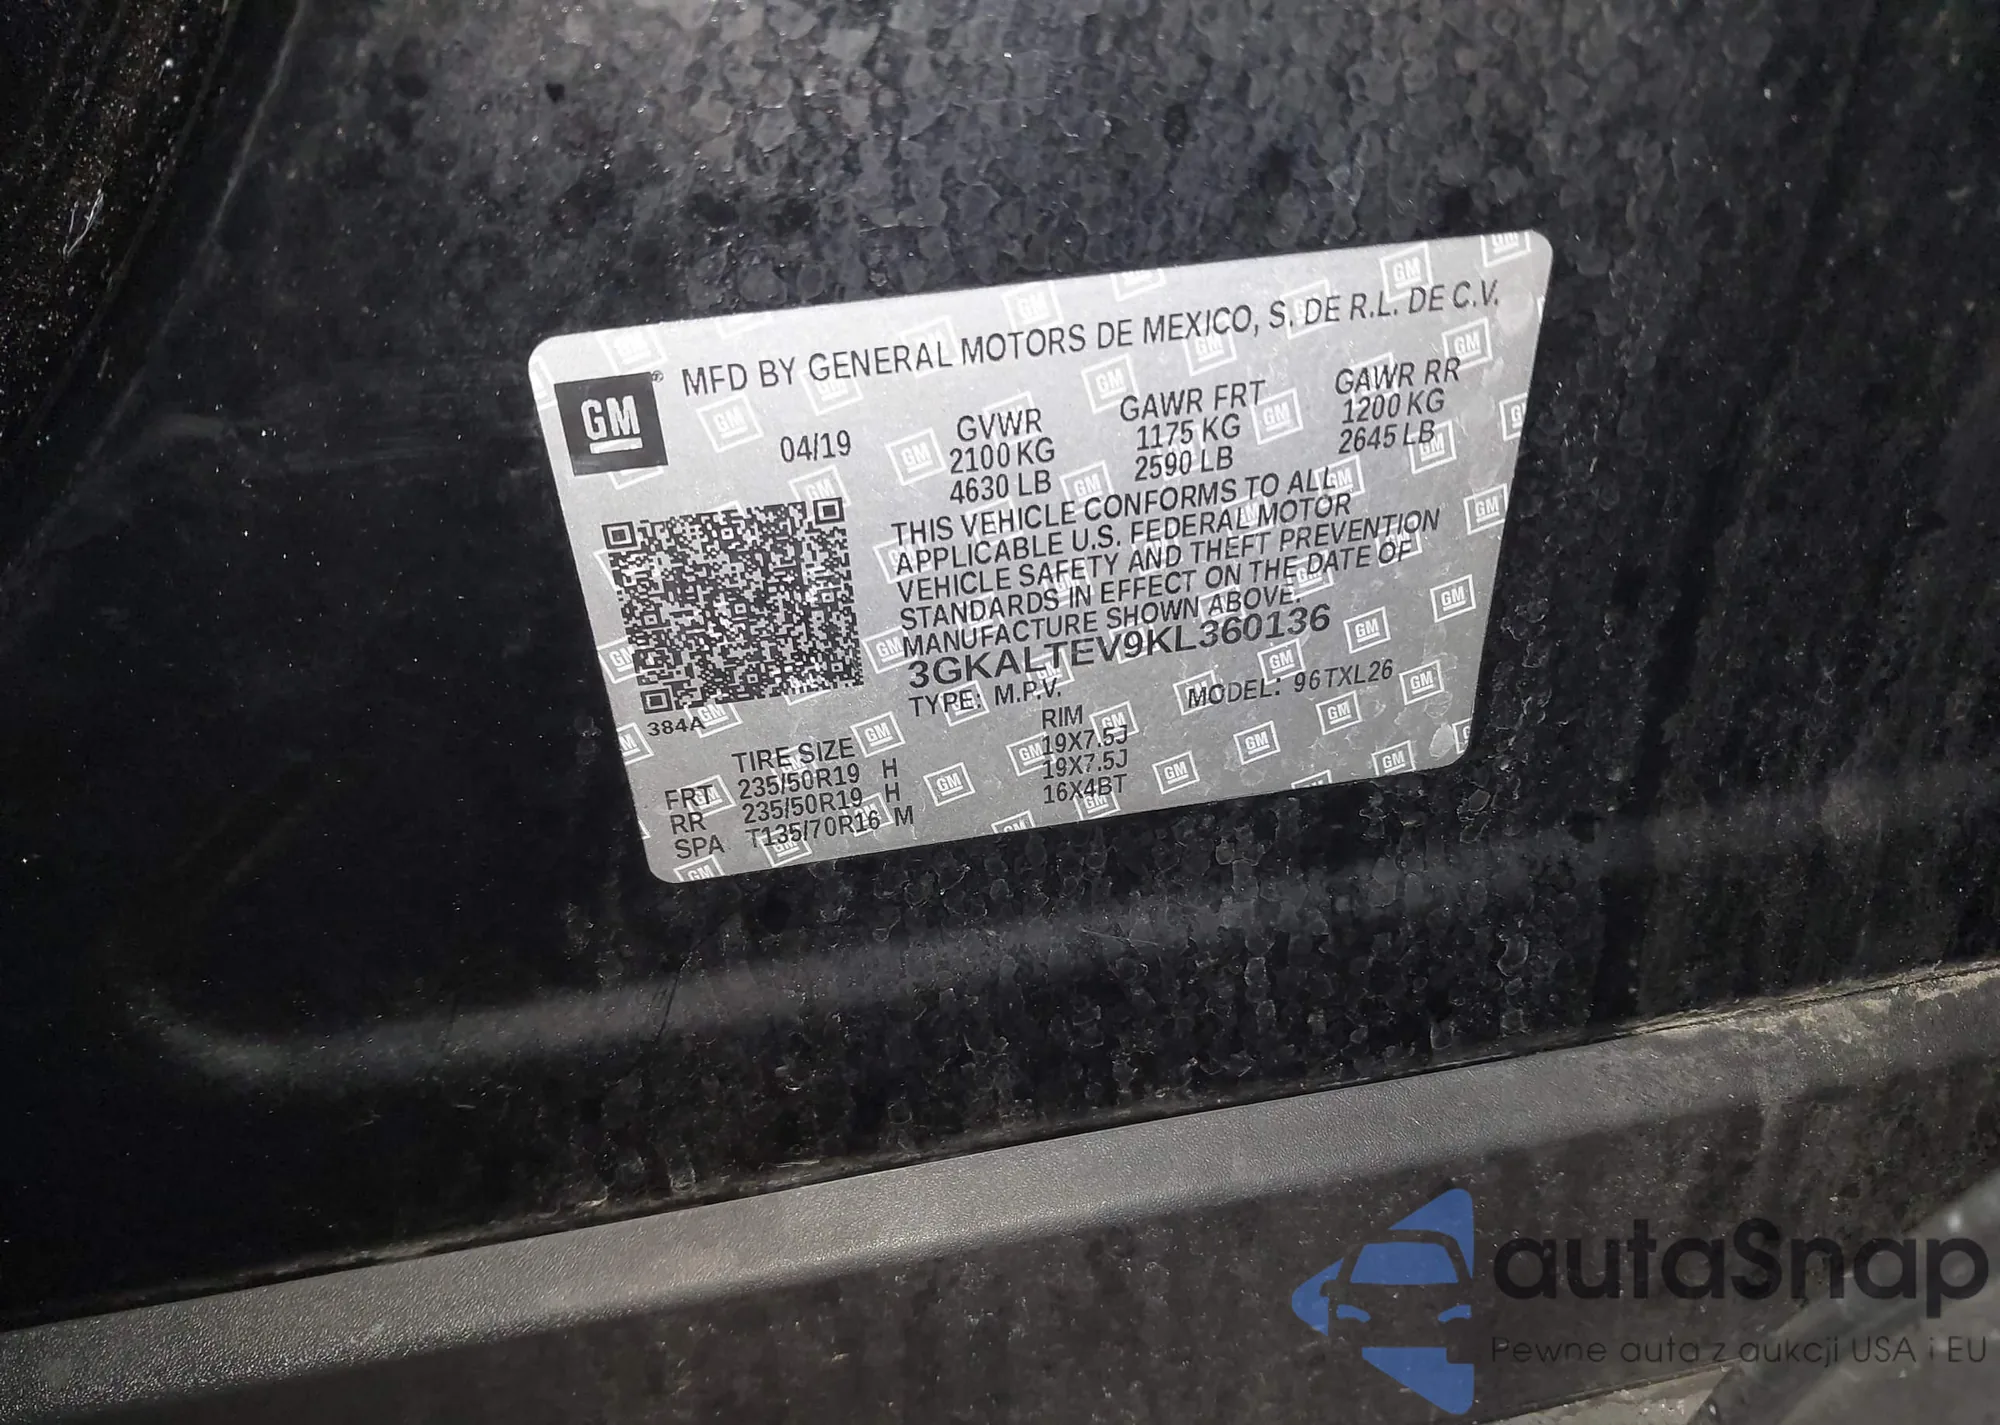 MFD BY GENERAL MOTORS DE MEXICO, S. DE R.L. DE C.V.
GM
04/19
GVWR GAWR FRT GAWR RR
2100 KG 1175 KG 1200 KG
4630 LB 2590 LB 2645 LB
THIS VEHICLE CONFORMS TO ALL
APPLICABLE U.S. FEDERAL MOTOR
VEHICLE SAFETY AND THEFT PREVENTION
STANDARDS IN EFFECT ON THE DATE OF
MANUFACTURE SHOWN ABOVE.
3GKALTEV9KL360136
TYPE: M.P.V. MODEL: 96TXL26
384A
TIRE SIZE RIM
FRT 235/50R19 H 19X7.5J
RR 235/50R19 H 19X7.5J
SPA T135/70R16 M 16X4BT
autaSnap
Pewne auta z aukcji USA i EU